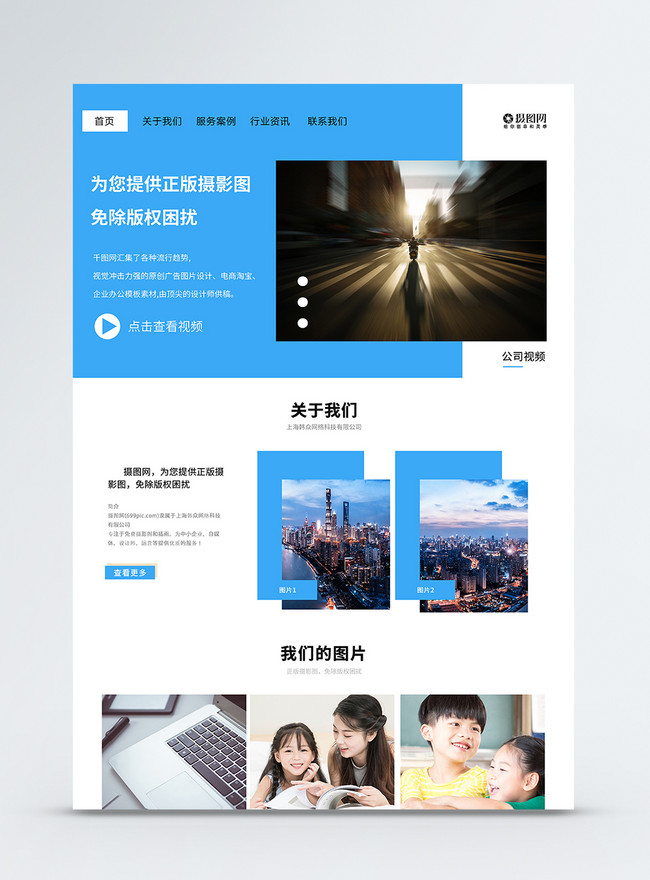 首页 关于我们 服务案例 行业资讯 联系我们
摄图网
为您提供正版摄影图
免除版权困扰
千图网汇集了各种流行趋势,
视觉冲击力强的原创广告图片设计、电商淘宝、
企业办公模板素材,由顶尖的设计师供稿。
点击查看视频
公司视频
关于我们
上海韩众网络科技有限公司
摄图网，为您提供正版摄
影图，免除版权困扰
简介
摄图网(699pic.com)隶属于上海韩众网络科技
有限公司
专注于免费摄影图和插画，为中小企业、自媒
体、设计师、运营等提供优质的服务！
查看更多
图片1
图片2
我们的图片
正版摄影图，免除版权困扰